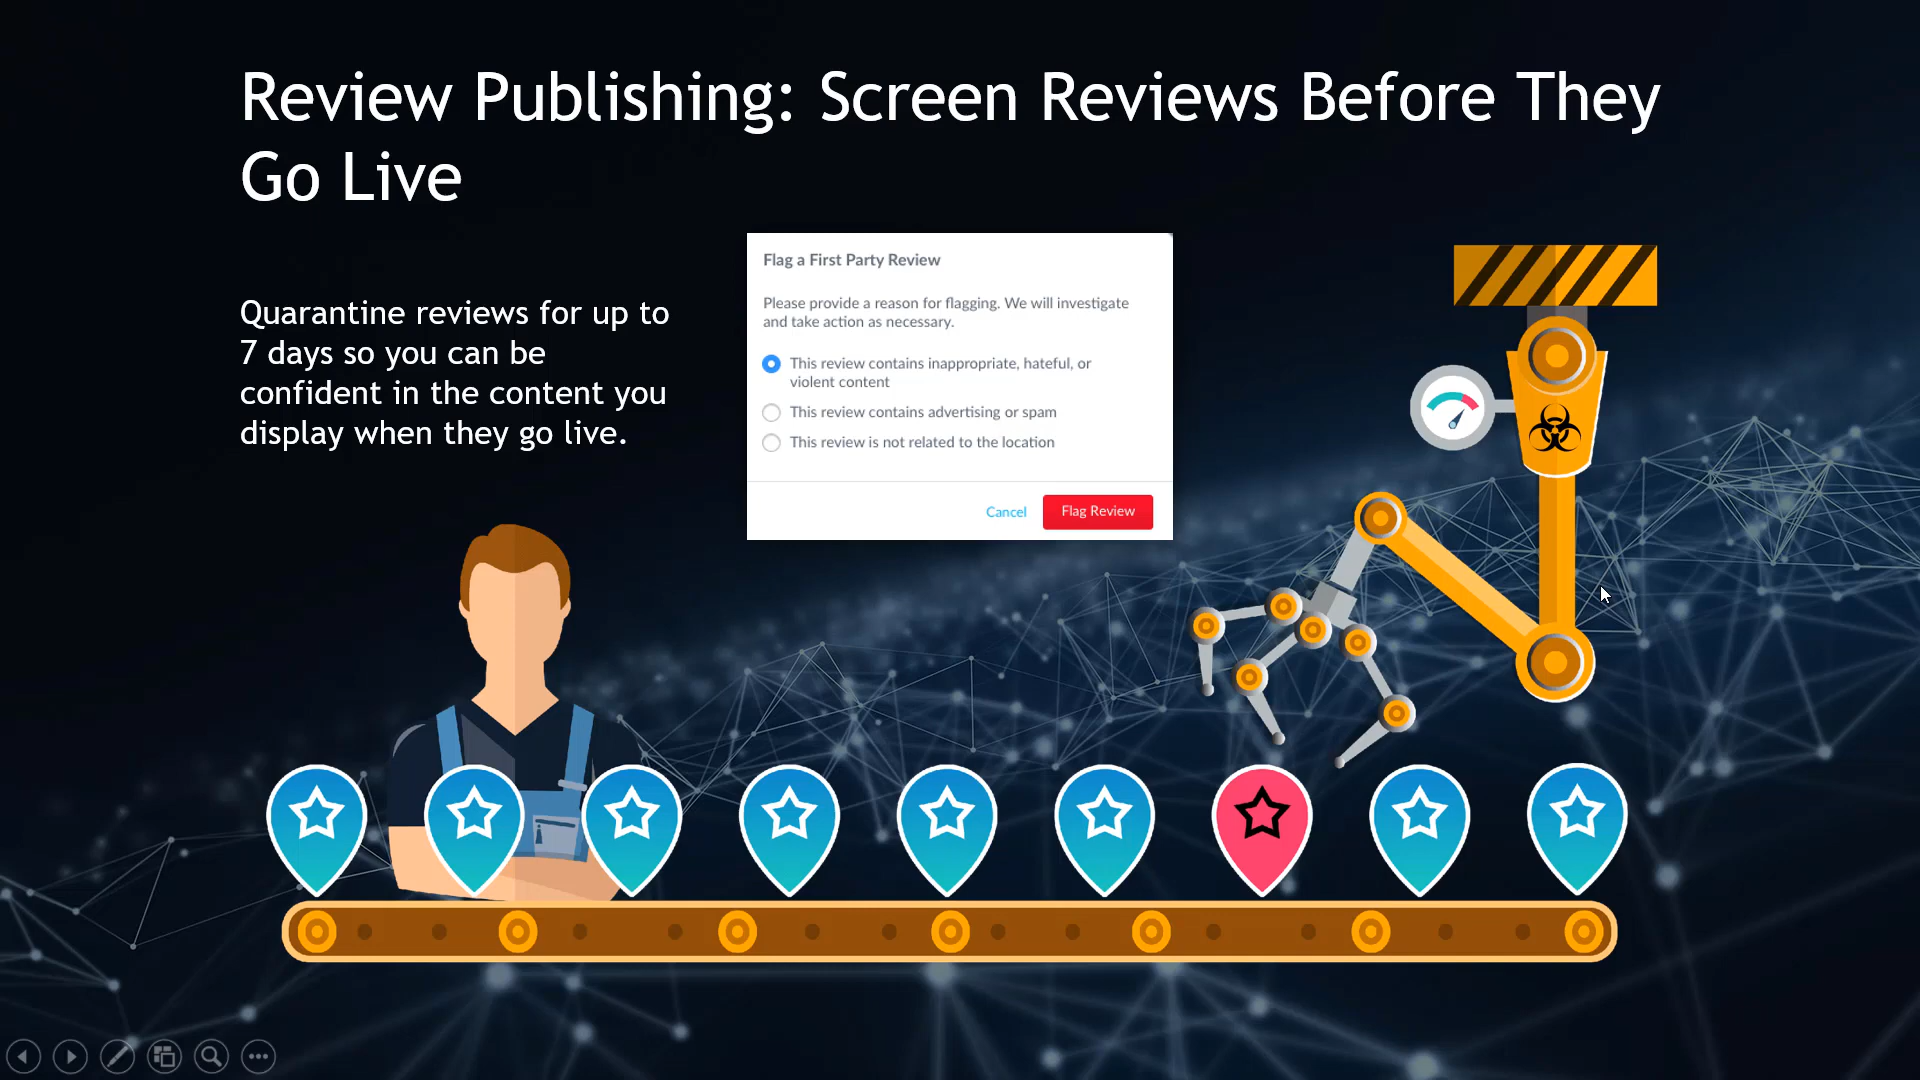 Review Publishing: Screen Reviews Before They
Go Live
Quarantine reviews for up to
7 days so you can be
confident in the content you
display when they go live.
Flag a First Party Review
Please provide a reason for flagging. We will investigate
and take action as necessary.
This review contains inappropriate, hateful, or
violent content
This review contains advertising or spam
This review is not related to the location
Cancel
Flag Review